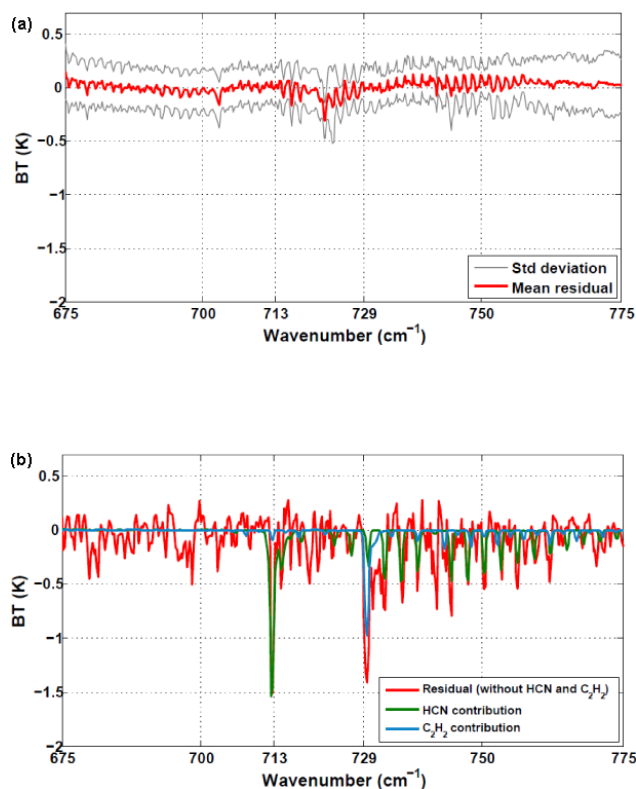 (a)
0.5
0
−0.5
−1
−1.5
−2
BT (K)
Std deviation
Mean residual
675 700 713 729 750 775
Wavenumber (cm⁻¹)
(b)
0.5
0
−0.5
−1
−1.5
−2
BT (K)
Residual (without HCN and C₂H₂)
HCN contribution
C₂H₂ contribution
675 700 713 729 750 775
Wavenumber (cm⁻¹)